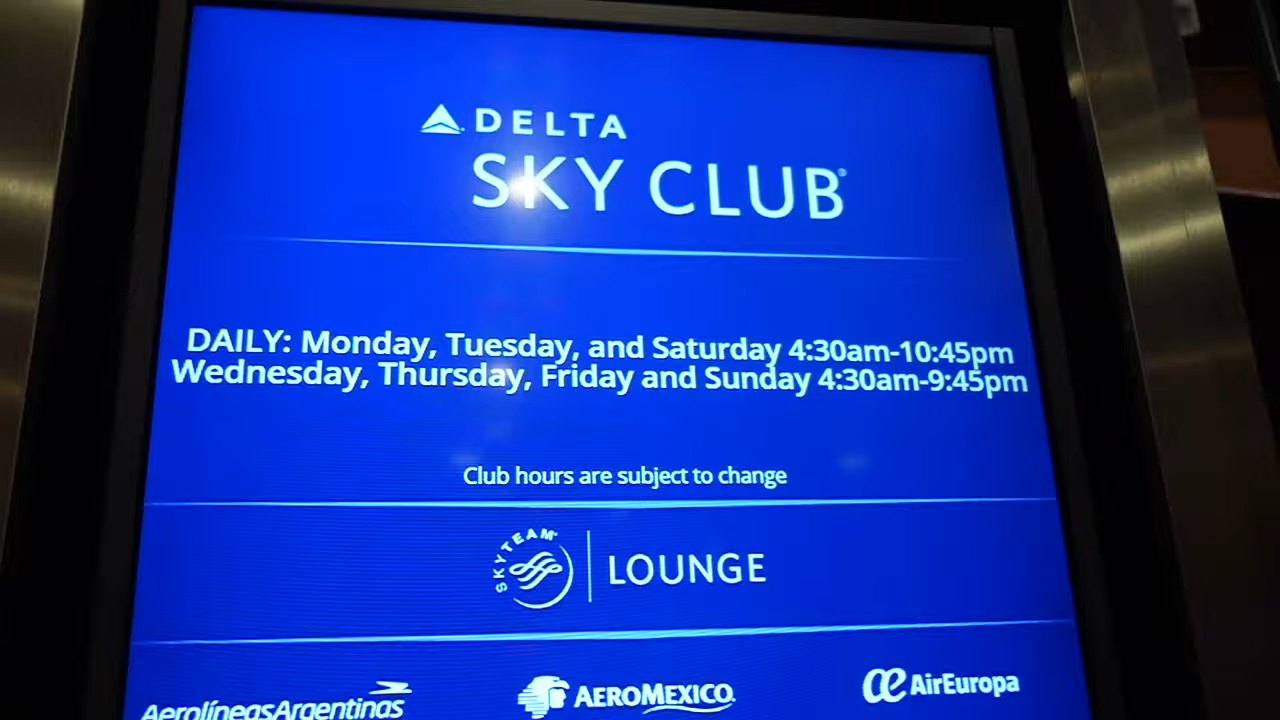 DELTA
SKY CLUB®
DAILY: Monday, Tuesday, and Saturday 4:30am-10:45pm
Wednesday, Thursday, Friday and Sunday 4:30am-9:45pm
Club hours are subject to change
SKYTEAM LOUNGE
AerolíneasArgentinas AEROMEXICO. AirEuropa